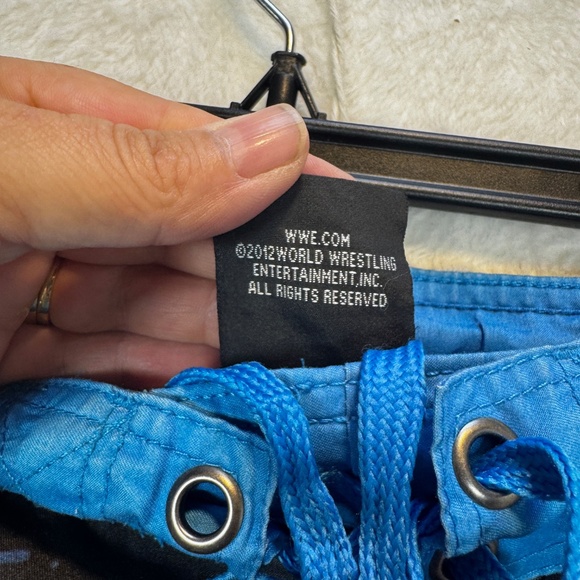 WWE.COM
©2012WORLD WRESTLING
ENTERTAINMENT,INC.
ALL RIGHTS RESERVED